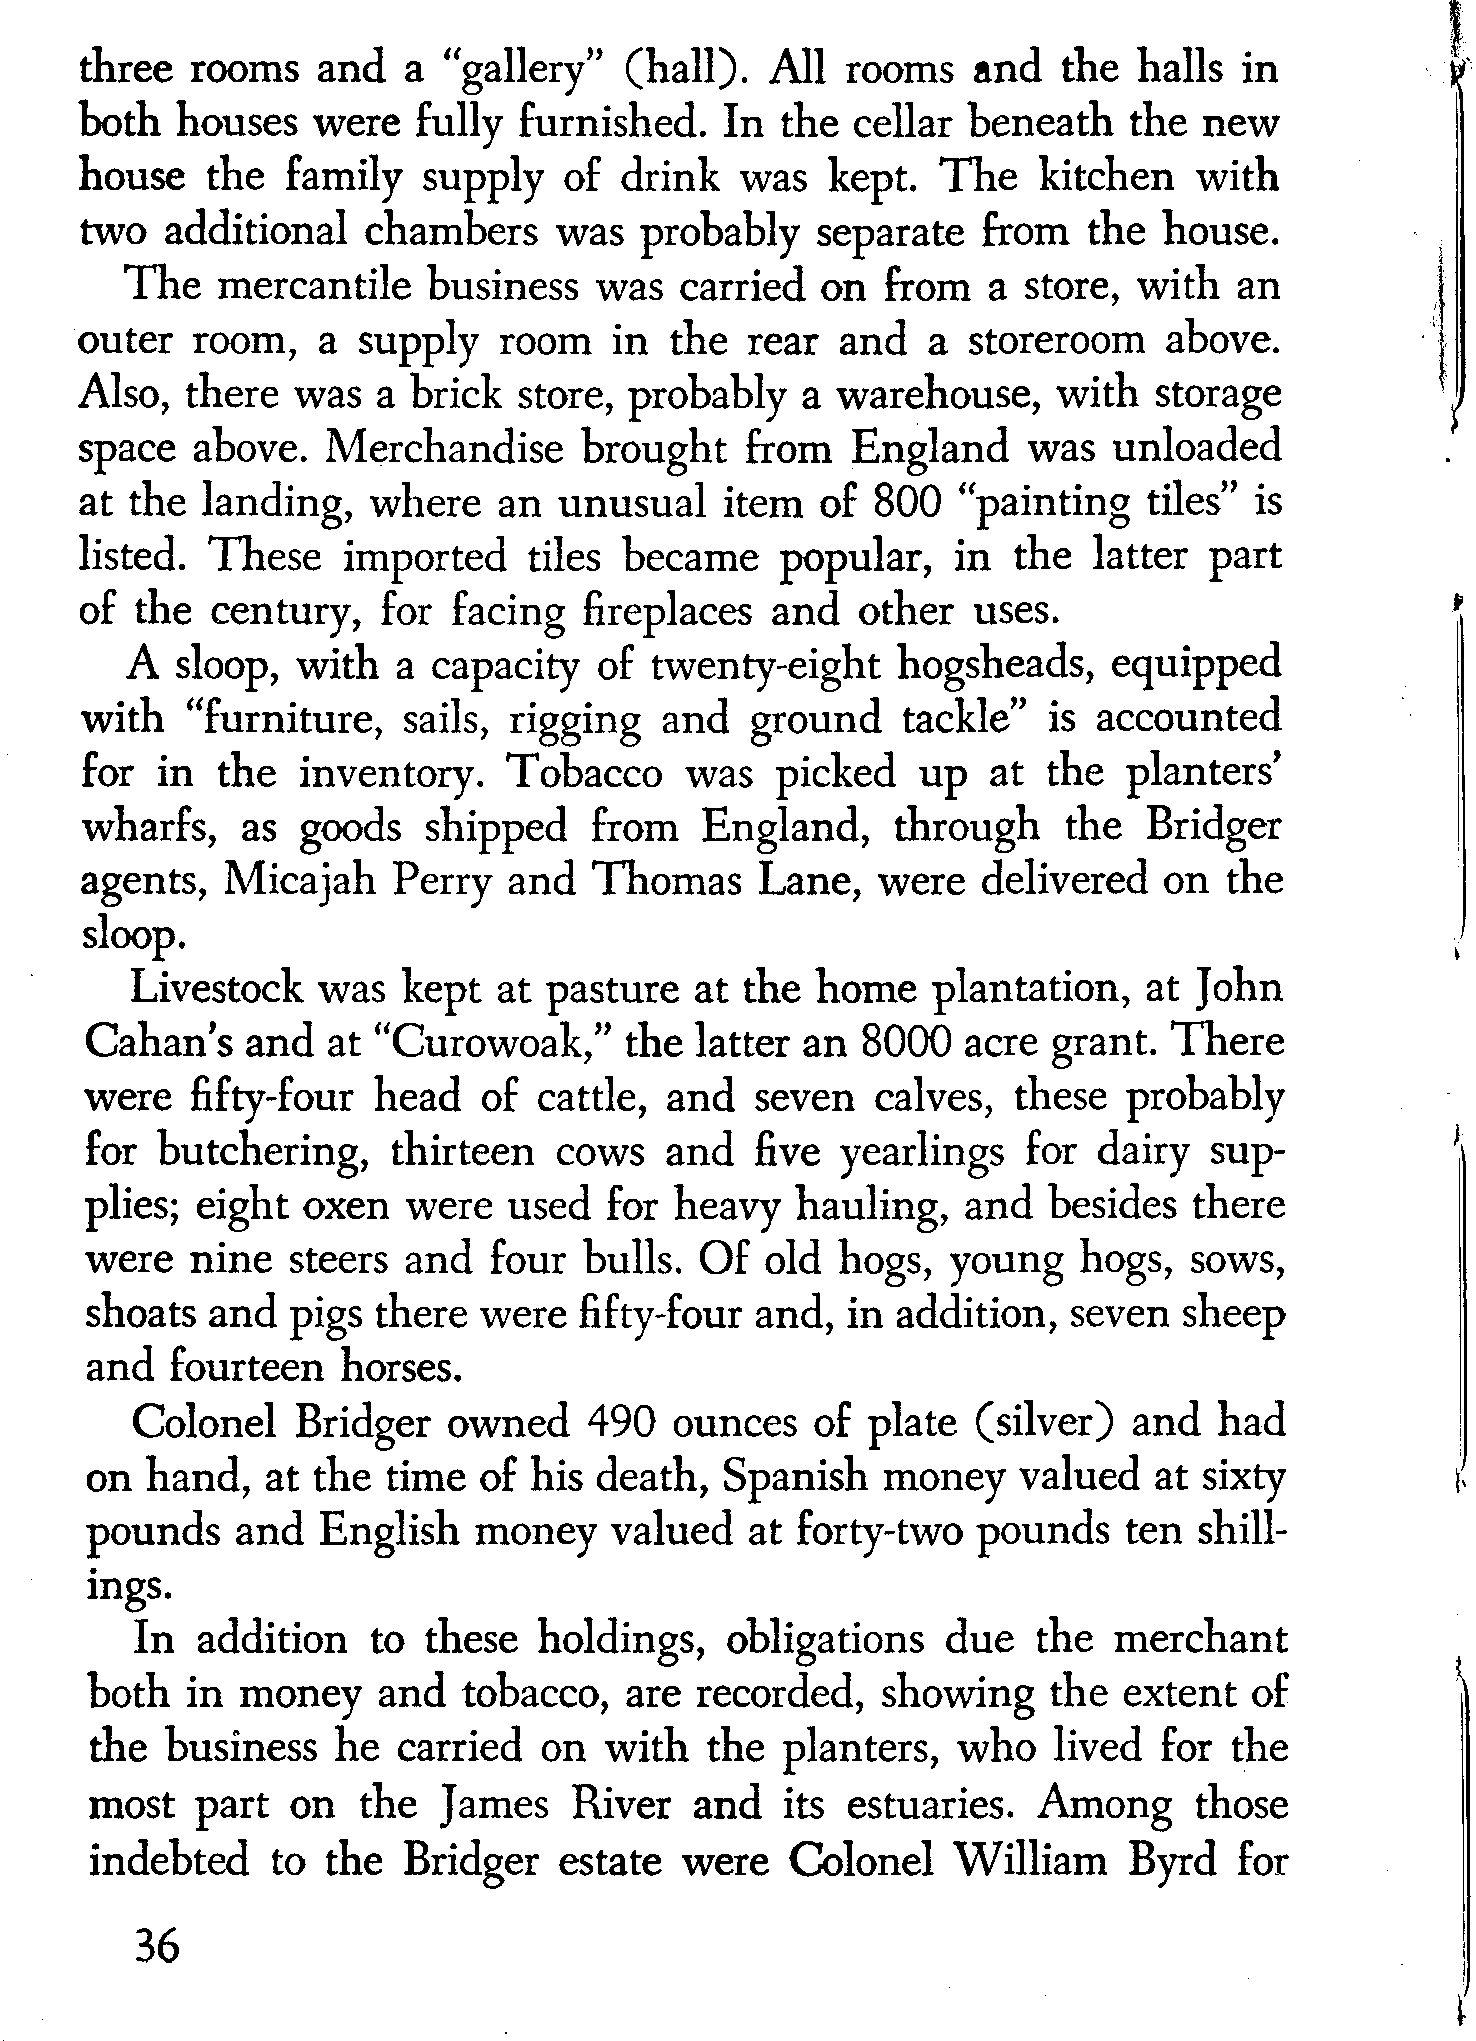 three rooms and a “gallery” (hall). All rooms and the halls in
both houses were fully furnished. In the cellar beneath the new
house the family supply of drink was kept. The kitchen with
two additional chambers was probably separate from the house.
The mercantile business was carried on from a store, with an
outer room, a supply room in the rear and a storeroom above.
Also, there was a brick store, probably a warehouse, with storage
space above. Merchandise brought from England was unloaded
at the landing, where an unusual item of 800 “painting tiles” is
listed. These imported tiles became popular, in the latter part
of the century, for facing fireplaces and other uses.
A sloop, with a capacity of twenty-eight hogsheads, equipped
with “furniture, sails, rigging and ground tackle” is accounted
for in the inventory. Tobacco was picked up at the planters’
wharfs, as goods shipped from England, through the Bridger
agents, Micajah Perry and Thomas Lane, were delivered on the
sloop.
Livestock was kept at pasture at the home plantation, at John
Cahan’s and at “Curowoak,” the latter an 8000 acre grant. There
were fifty-four head of cattle, and seven calves, these probably
for butchering, thirteen cows and five yearlings for dairy sup-
plies; eight oxen were used for heavy hauling, and besides there
were nine steers and four bulls. Of old hogs, young hogs, sows,
shoats and pigs there were fifty-four and, in addition, seven sheep
and fourteen horses.
Colonel Bridger owned 490 ounces of plate (silver) and had
on hand, at the time of his death, Spanish money valued at sixty
pounds and English money valued at forty-two pounds ten shill-
ings.
In addition to these holdings, obligations due the merchant
both in money and tobacco, are recorded, showing the extent of
the business he carried on with the planters, who lived for the
most part on the James River and its estuaries. Among those
indebted to the Bridger estate were Colonel William Byrd for
36